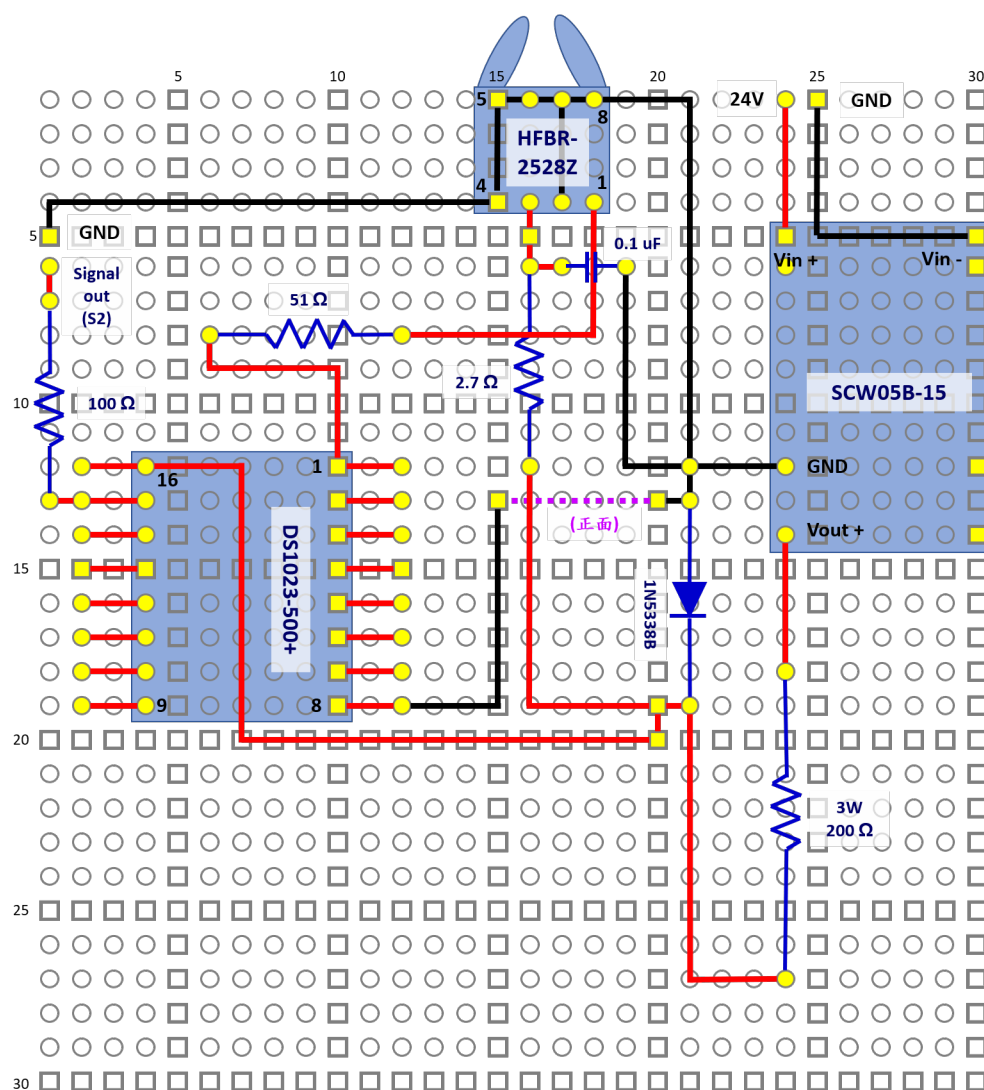 5
10
15
20
25
30
24V
GND
5
8
HFBR-
2528Z
4
1
5
GND
0.1 uF
Vin +
Vin -
Signal
out
(S2)
51 Ω
2.7 Ω
SCW05B-15
10
100 Ω
16
1
GND
DS1023-500+
(正面)
Vout +
15
1N5338B
9
8
20
3W
200 Ω
25
30